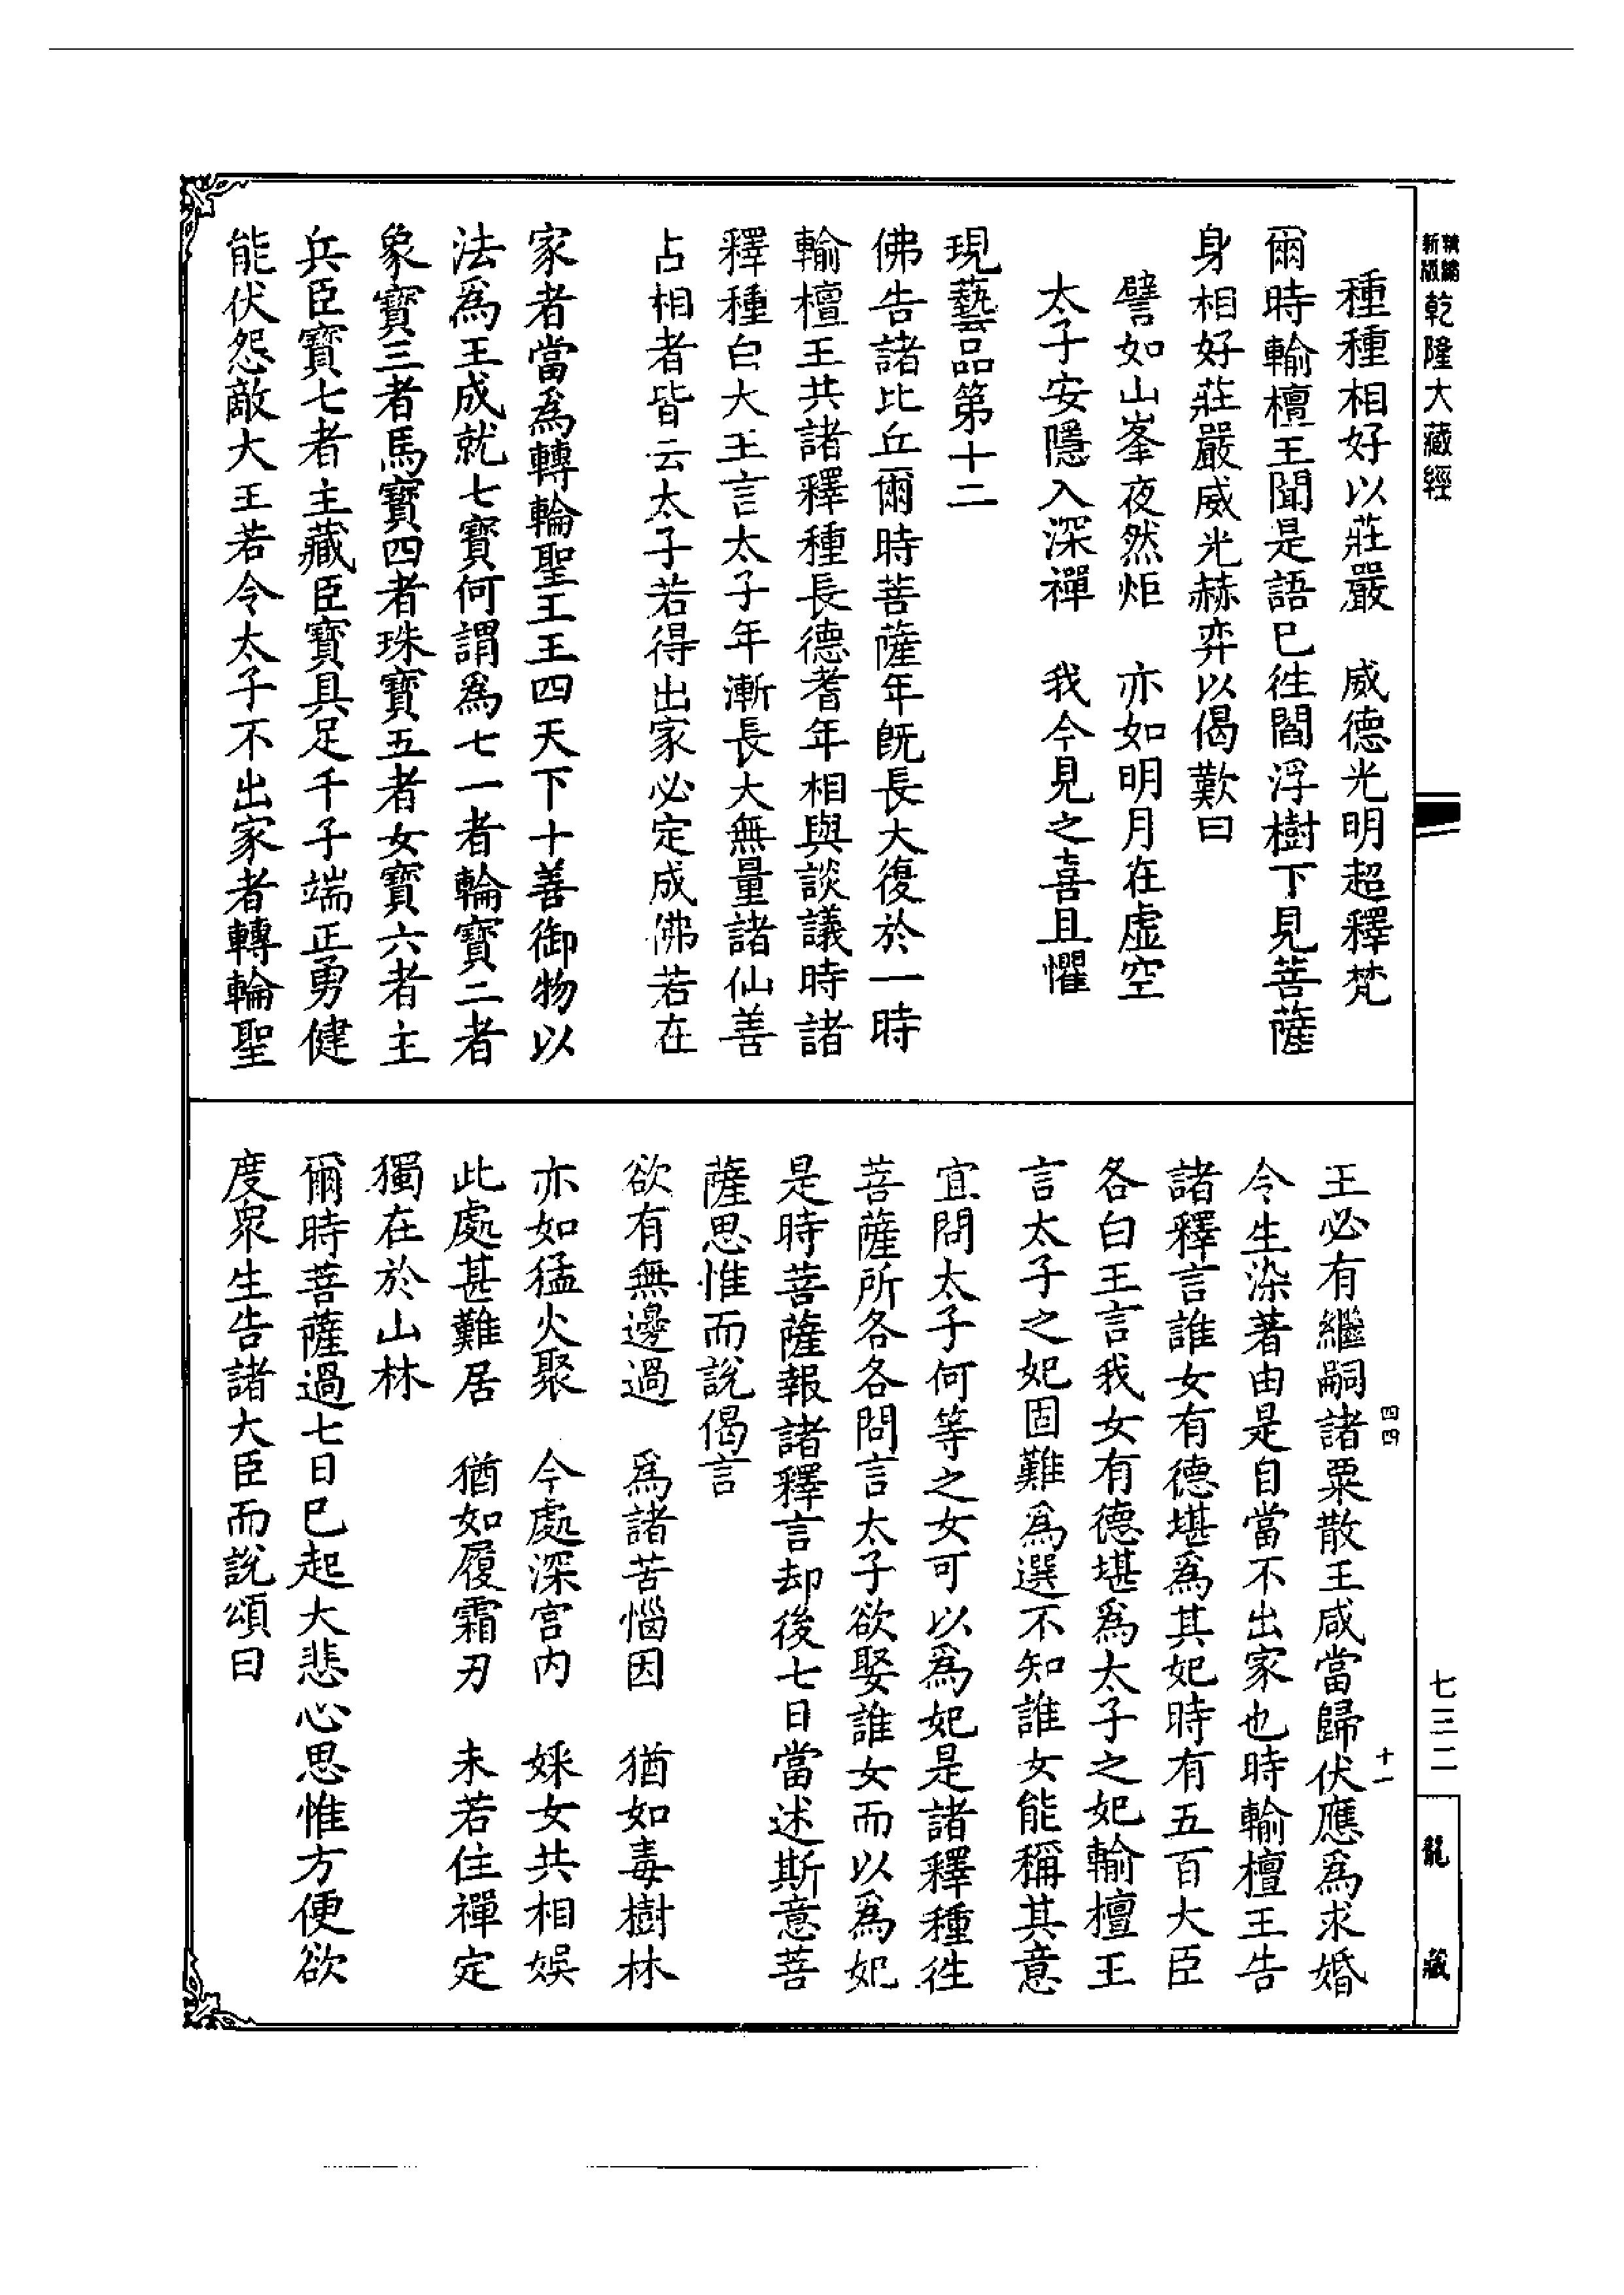 新編
新版
乾隆大藏經
種種相好以莊嚴　威德光明超釋梵
爾時輸檀王聞是語已往閻浮樹下見菩薩
身相好莊嚴威光赫弈以偈歎曰
譬如山峯夜然炬　亦如明月在虛空
太子安隱入深禪　我今見之喜且懼
現藝品第十二
佛告諸比丘爾時菩薩年既長大復於一時
輸檀王共諸釋種長德耆年相與談議時諸
釋種白大王言太子年漸長大無量諸仙善
占相者皆云太子若得出家必定成佛若在
家者當為轉輪聖王王四天下十善御物以
法為王成就七寶何謂為七一者輪寶二者
象寶三者馬寶四者珠寶五者女寶六者主
兵臣寶七者主藏臣寶具足千子端正勇健
能伏怨敵大王若令太子不出家者轉輪聖
四四
十一
王必有繼嗣諸粟散王咸當歸伏應爲求婚
令生染著由是自當不出家也時輸檀王告
諸釋言誰女有德堪爲其妃時有五百大臣
各白王言我女有德堪爲太子之妃輸檀王
言太子之妃固難爲選不知誰女能稱其意
宜問太子何等之女可以爲妃是諸釋種往
菩薩所各各問言太子欲娶誰女而以爲妃
是時菩薩報諸釋言却後七日當述斯意菩
薩思惟而說偈言
欲有無邊過　爲諸苦惱因　猶如毒樹林
亦如猛火聚　今處深宮內　婇女共相娛
此處甚難居　猶如履霜刃　未若住禪定
獨在於山林
爾時菩薩過七日已起大悲心思惟方便欲
度衆生告諸大臣而說頌曰
七三二
龍藏